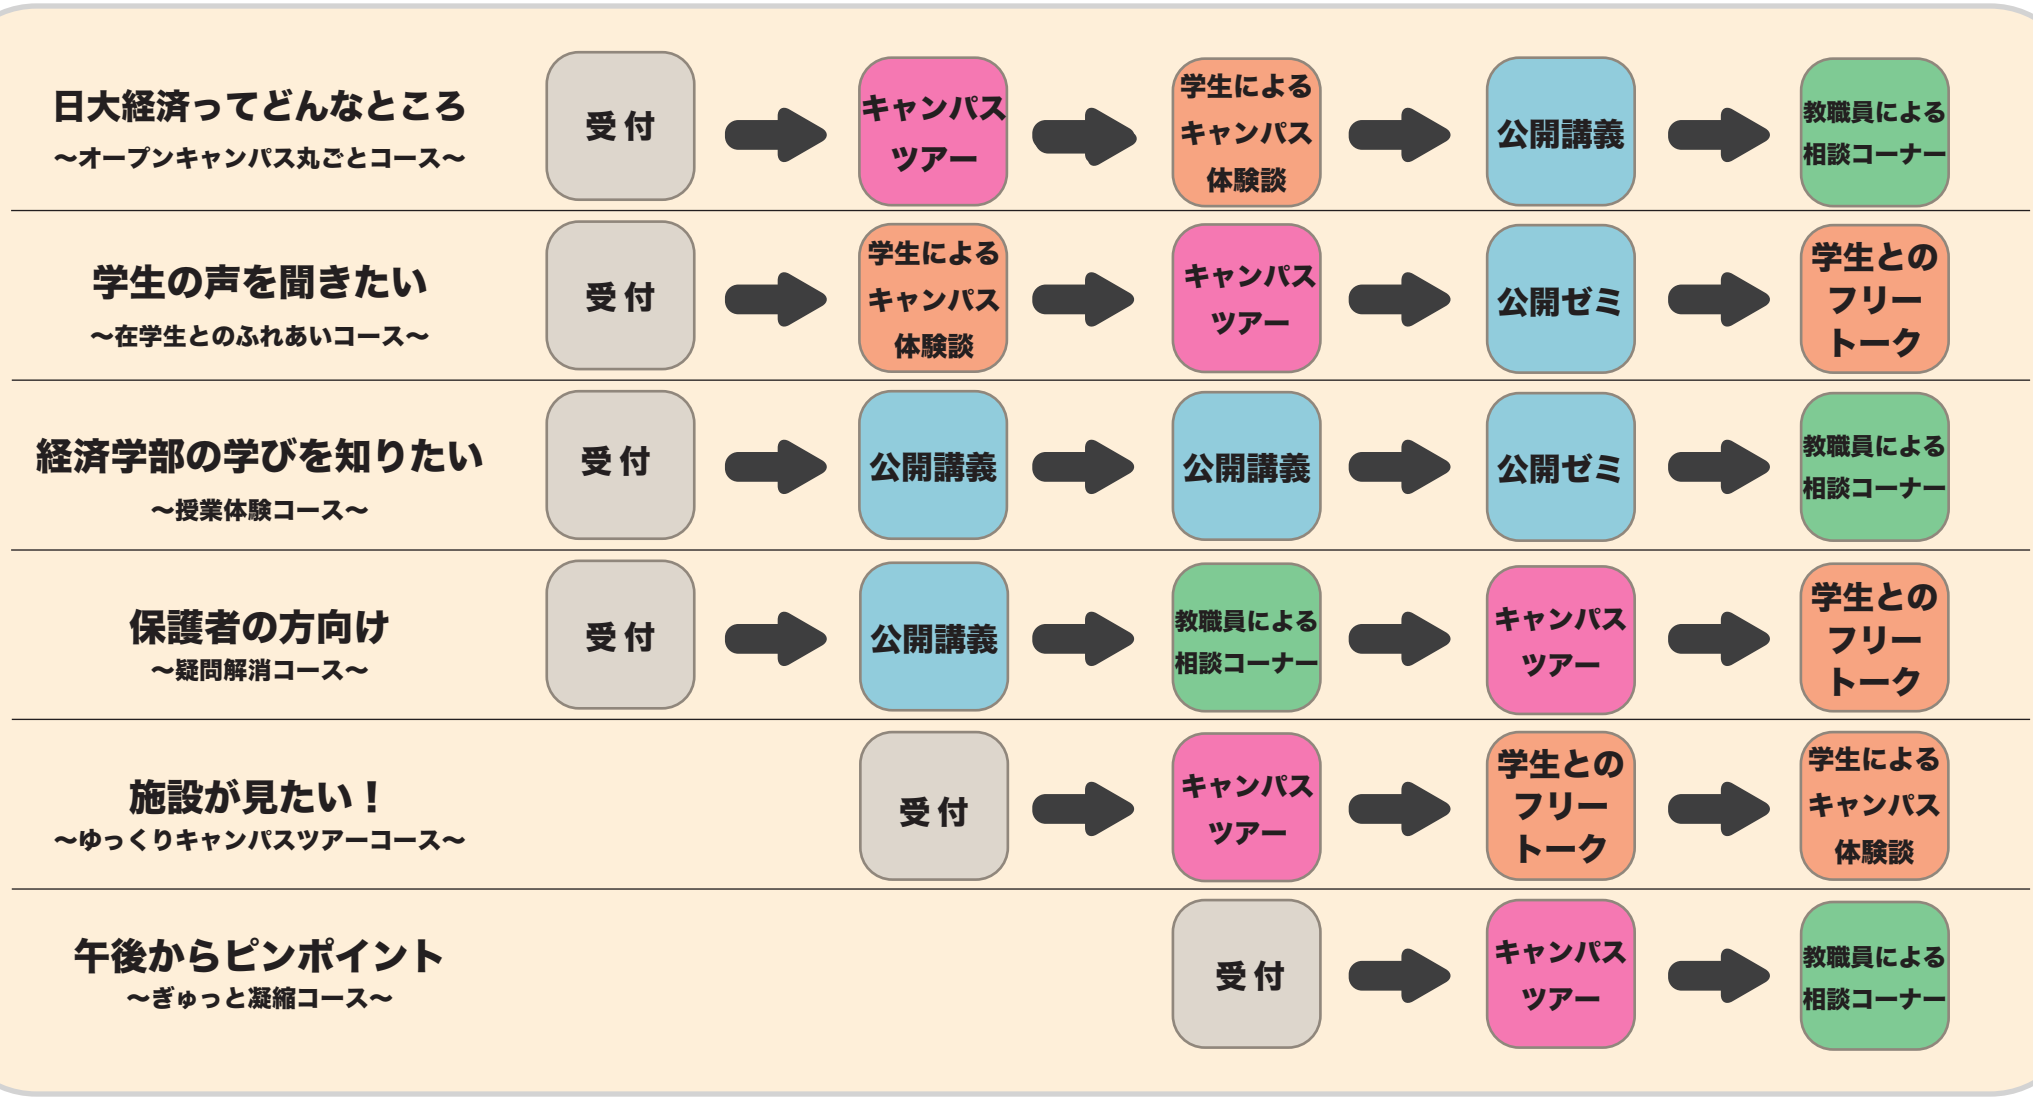 日大経済ってどんなところ
〜オープンキャンパス丸ごとコース〜
受付
キャンパス
ツアー
学生による
キャンパス
体験談
公開講義
教職員による
相談コーナー
学生の声を聞きたい
〜在学生とのふれあいコース〜
受付
学生による
キャンパス
体験談
キャンパス
ツアー
公開ゼミ
学生との
フリー
トーク
経済学部の学びを知りたい
〜授業体験コース〜
受付
公開講義
公開講義
公開ゼミ
教職員による
相談コーナー
保護者の方向け
〜疑問解消コース〜
受付
公開講義
教職員による
相談コーナー
キャンパス
ツアー
学生との
フリー
トーク
施設が見たい！
〜ゆっくりキャンパスツアーコース〜
受付
キャンパス
ツアー
学生との
フリー
トーク
学生による
キャンパス
体験談
午後からピンポイント
〜ぎゅっと凝縮コース〜
受付
キャンパス
ツアー
教職員による
相談コーナー